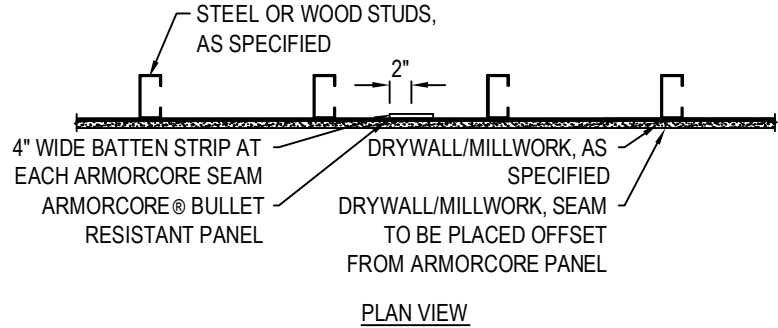 STEEL OR WOOD STUDS,
AS SPECIFIED
2"
4" WIDE BATTEN STRIP AT
EACH ARMORCORE SEAM
ARMORCORE® BULLET
RESISTANT PANEL
DRYWALL/MILLWORK, AS
SPECIFIED
DRYWALL/MILLWORK, SEAM
TO BE PLACED OFFSET
FROM ARMORCORE PANEL
PLAN VIEW